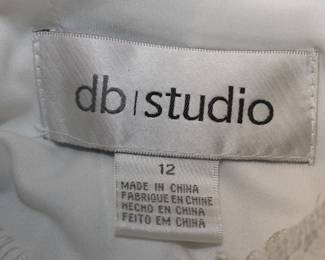 db|studio
12
MADE IN CHINA
FABRIQUE EN CHINE
HECHO EN CHINA
FEITO EM CHINA